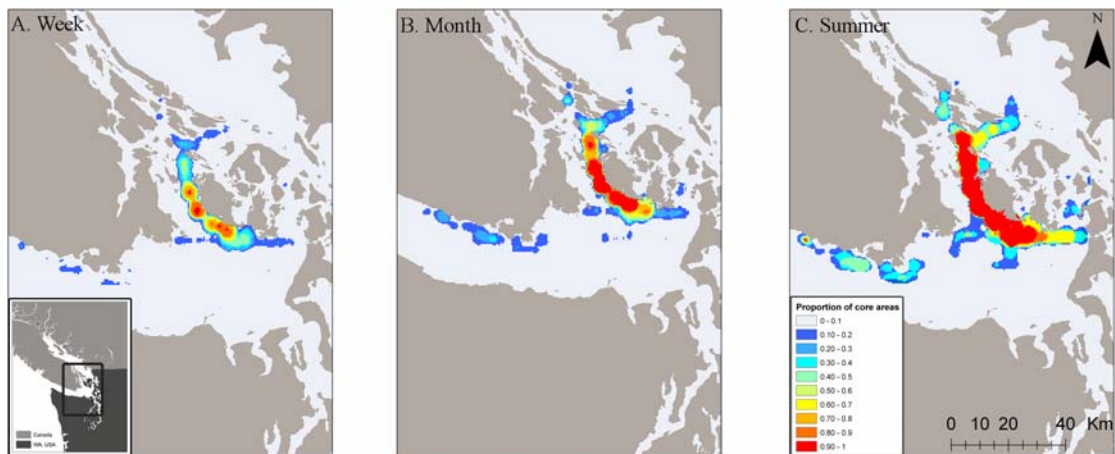 A. Week
B. Month
C. Summer
N
Canada
WA, USA
Proportion of core areas
0 - 0.1
0.10 - 0.2
0.20 - 0.3
0.30 - 0.4
0.40 - 0.5
0.50 - 0.6
0.60 - 0.7
0.70 - 0.8
0.80 - 0.9
0.90 - 1
0 10 20 40 Km